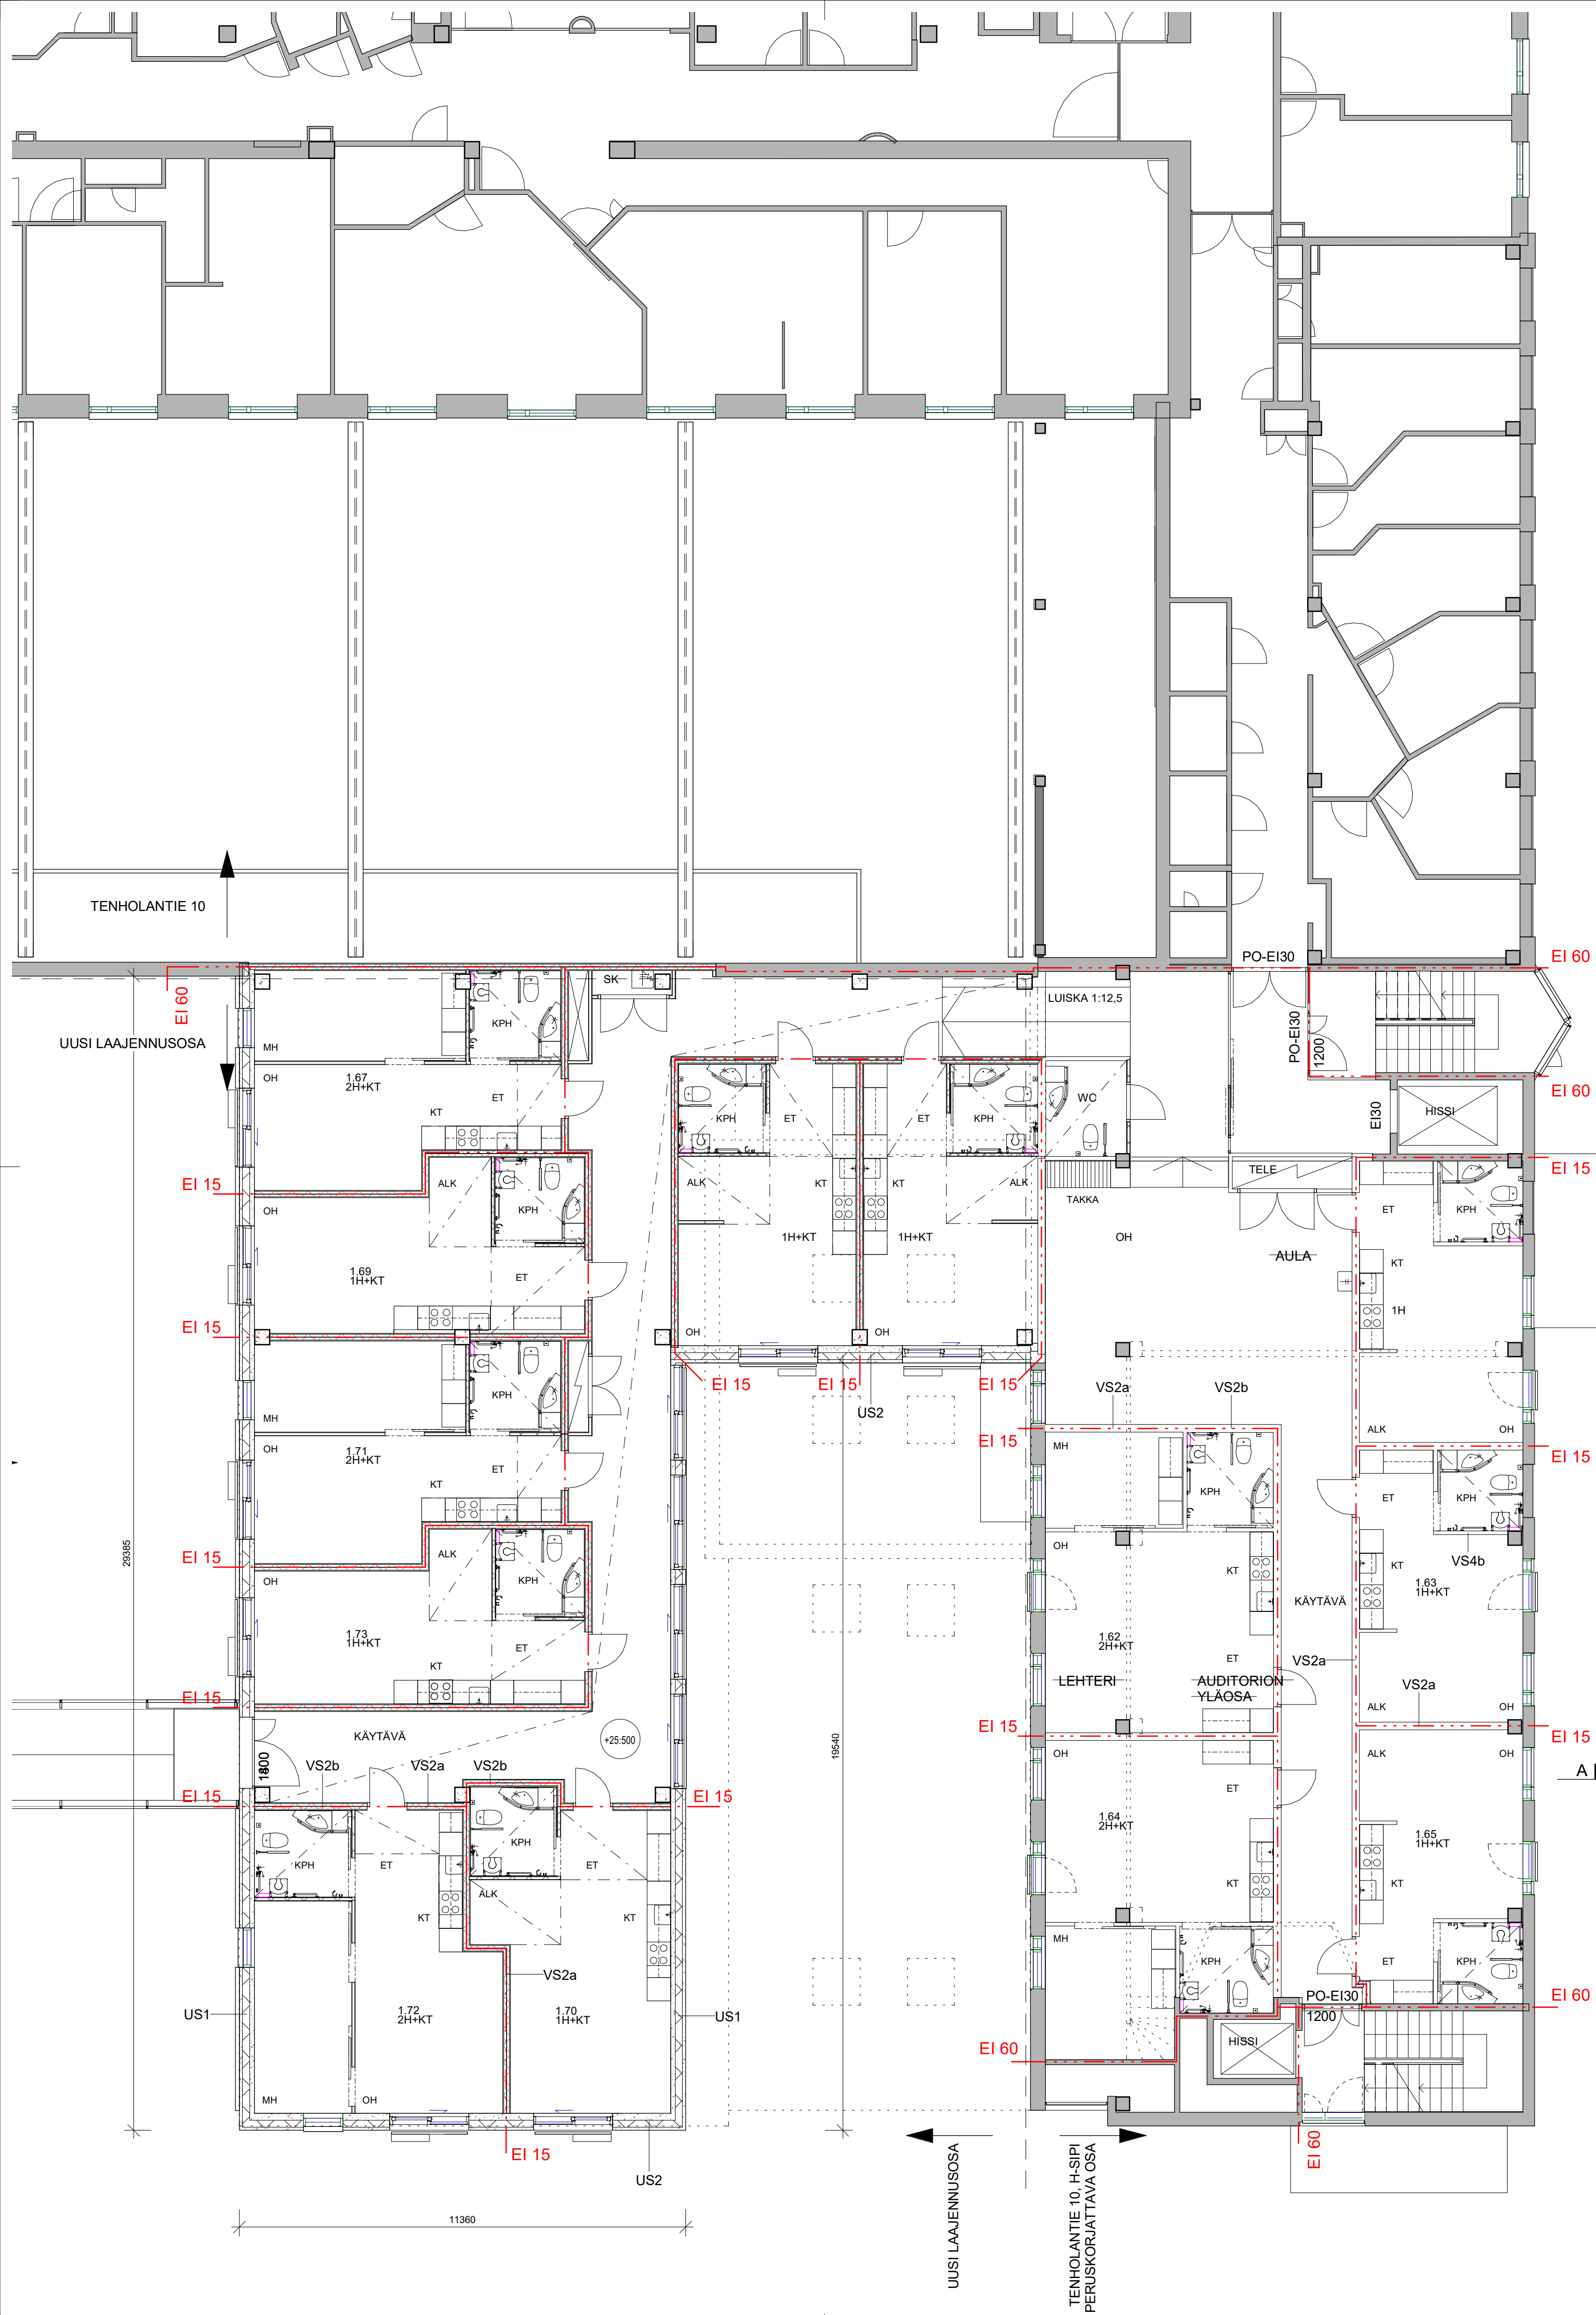 TENHOLANTIE 10
PO-EI30
EI 60
EI 60
SK
KPH
LUISKA 1:12,5
PO-EI30
1200
UUSI LAAJENNUSOSA
MH
OH
1.67
2H+KT
ET
KT
EI 60
EI30
HISSI
WC
KPH
ET
ET
KPH
EI 15
ALK
KPH
OH
ALK
KT
KT
ALK
TAKKA
TELE
EI 15
ET
KPH
1H+KT
1H+KT
OH
AULA
KT
1.69
1H+KT
ET
1H
EI 15
OH
OH
KPH
EI 15
EI 15
EI 15
VS2a
VS2b
US2
MH
OH
1.71
2H+KT
ET
KT
EI 15
MH
ALK
OH
EI 15
KPH
ET
KPH
29385
EI 15
ALK
OH
KPH
OH
KT
KT
VS4b
1.63
1H+KT
KÄYTÄVÄ
1.73
1H+KT
ET
KT
1.62
2H+KT
ET
VS2a
LEHTERI
AUDITORION
YLÄOSA
VS2a
EI 15
ALK
OH
KÄYTÄVÄ
+25.500
19540
EI 15
EI 15
OH
ALK
OH
A
VS2b
VS2a
VS2b
EI 15
EI 15
ET
1.64
2H+KT
1.65
1H+KT
KPH
ET
KPH
ET
ALK
KT
KT
KT
KT
MH
KPH
ET
KPH
VS2a
US1
1.72
2H+KT
1.70
1H+KT
US1
PO-EI30
1200
EI 60
EI 60
HISSI
MH
OH
EI 15
US2
EI 60
UUSI LAAJENNUSOSA
TENHOLANTIE 10, H-SIPI
PERUSKORJATTAVA OSA
11360